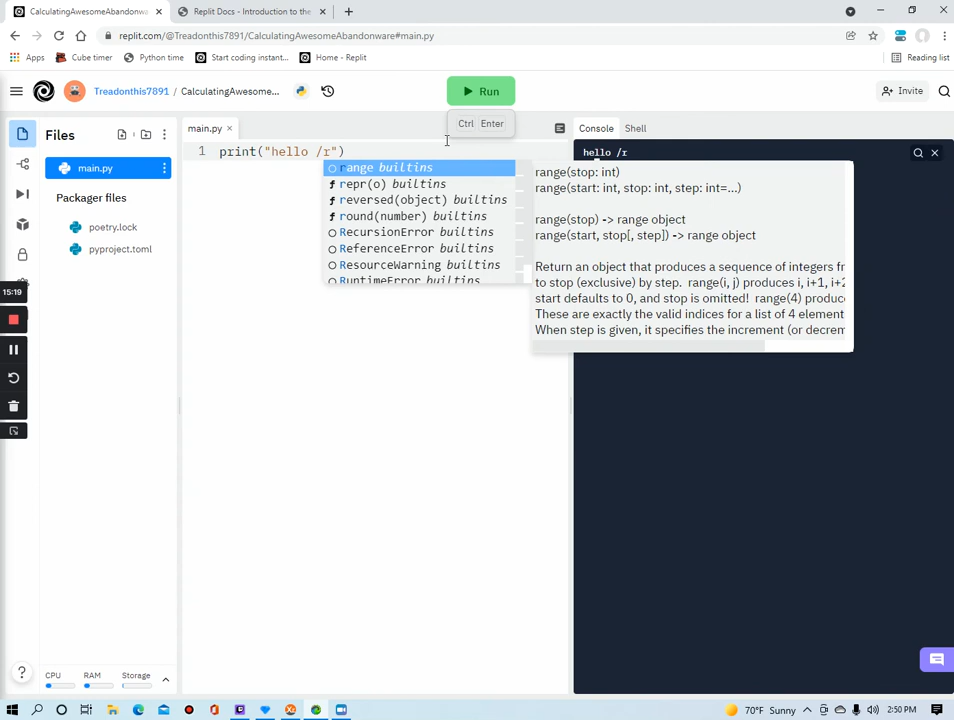 CalculatingAwesomeAbandonw
Replit Docs - Introduction to the
replit.com/@Treadonthis7891/CalculatingAwesomeAbandonware#main.py
Apps
Cube timer
Python time
Start coding instant...
Home - Replit
Reading list
Treadonthis7891 / CalculatingAwesome...
Run
Invite
Ctrl Enter
Files
main.py
Console
Shell
main.py
1 print("hello /r")
hello /r
Packager files
poetry.lock
pyproject.toml
range builtins
f repr(o) builtins
f reversed(object) builtins
f round(number) builtins
RecursionError builtins
ReferenceError builtins
ResourceWarning builtins
RuntimeError builtins
range(stop: int)
range(start: int, stop: int, step: int=...)
range(stop) -> range object
range(start, stop[, step]) -> range object
Return an object that produces a sequence of integers fr
to stop (exclusive) by step. range(i, j) produces i, i+1, i+2
start defaults to 0, and stop is omitted! range(4) produc
These are exactly the valid indices for a list of 4 element
When step is given, it specifies the increment (or decrem
15:19
CPU
RAM
Storage
?
70°F Sunny
2:50 PM